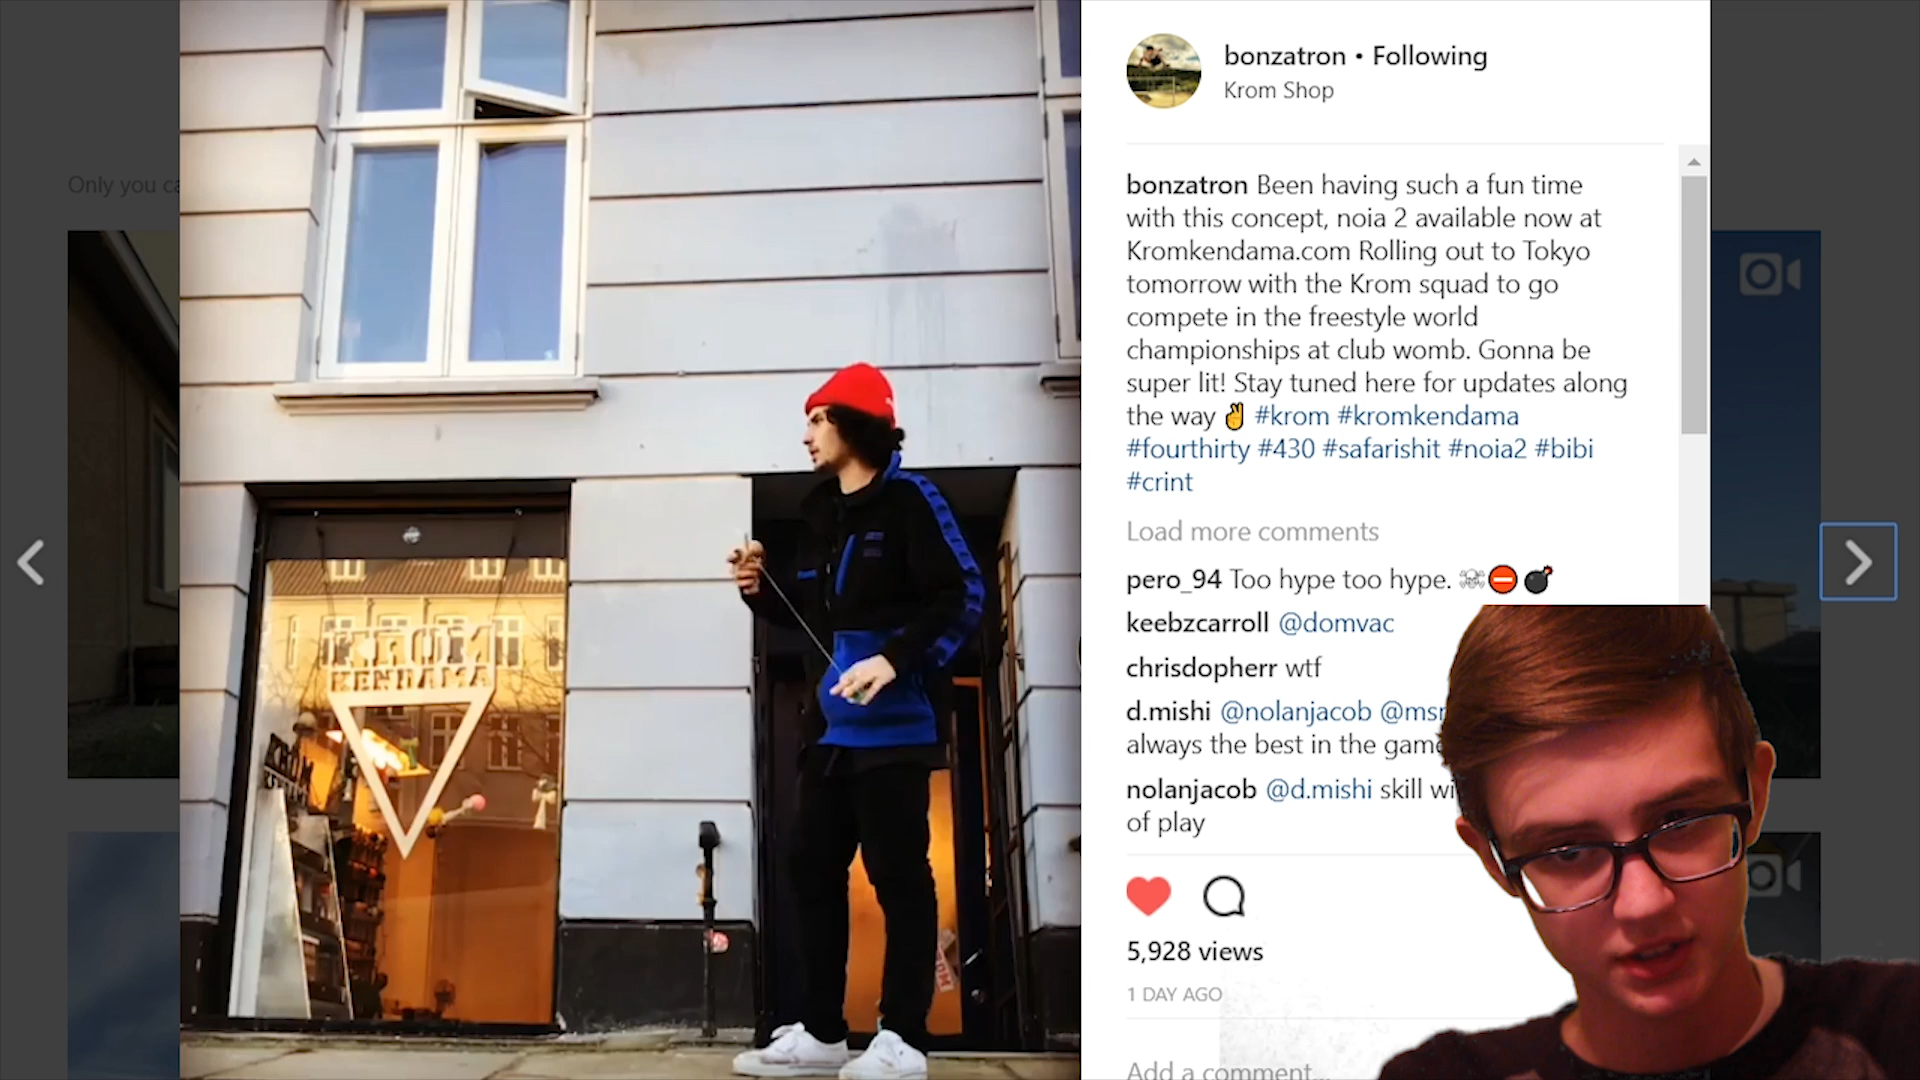 Only you ca
bonzatron • Following
Krom Shop
bonzatron Been having such a fun time
with this concept, noia 2 available now at
Kromkendama.com Rolling out to Tokyo
tomorrow with the Krom squad to go
compete in the freestyle world
championships at club womb. Gonna be
super lit! Stay tuned here for updates along
the way ✌ #krom #kromkendama
#fourthirty #430 #safarishit #noia2 #bibi
#crint
Load more comments
pero_94 Too hype too hype. ☠⛔💣
keebzcarroll @domvac
chrisdopherr wtf
d.mishi @nolanjacob
always the best in the game
nolanjacob @d.mishi skill
of play
5,928 views
1 DAY AGO
Add a comment...
KROM
KENDAMA